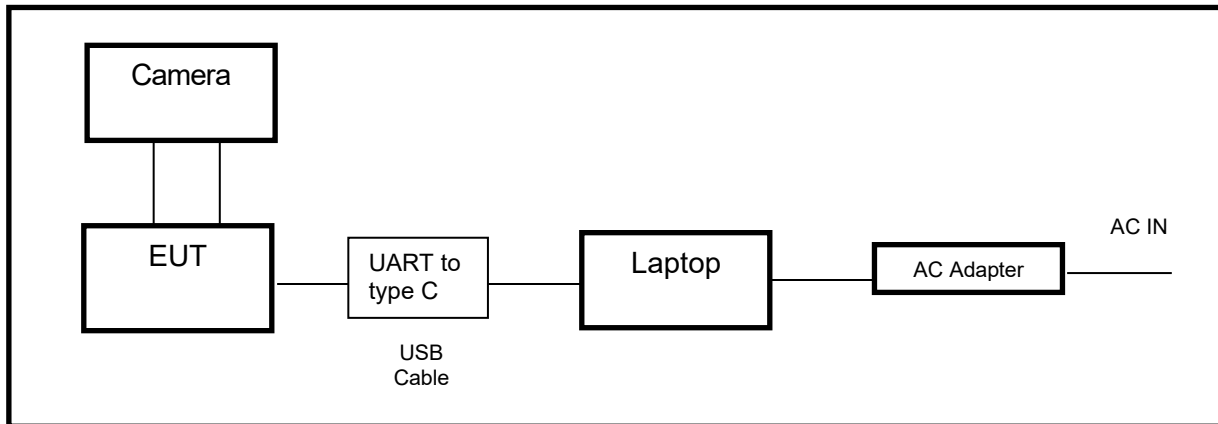 Camera
EUT
UART to
type C
USB
Cable
Laptop
AC Adapter
AC IN